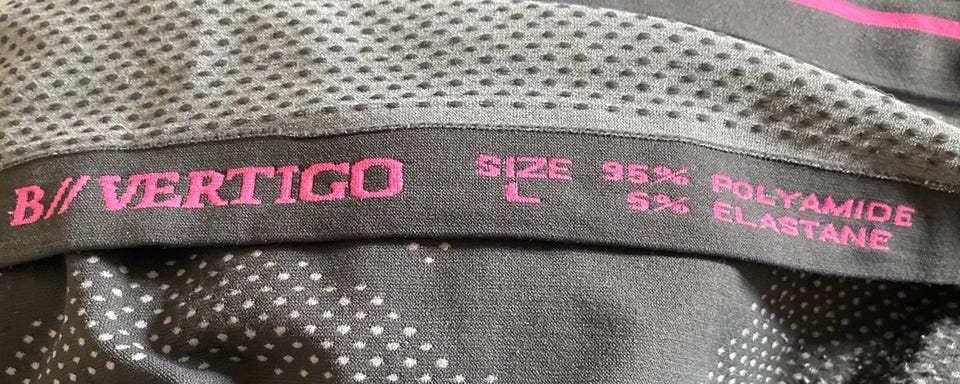 B// VERTIGO
SIZE
L
95% POLYAMIDE
5% ELASTANE